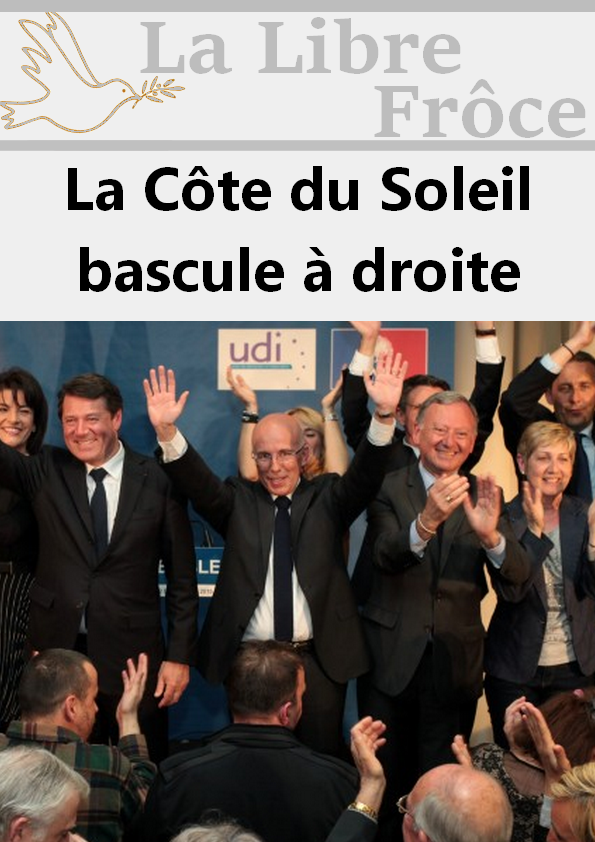 La Libre
Frôce
La Côte du Soleil
bascule à droite
udi